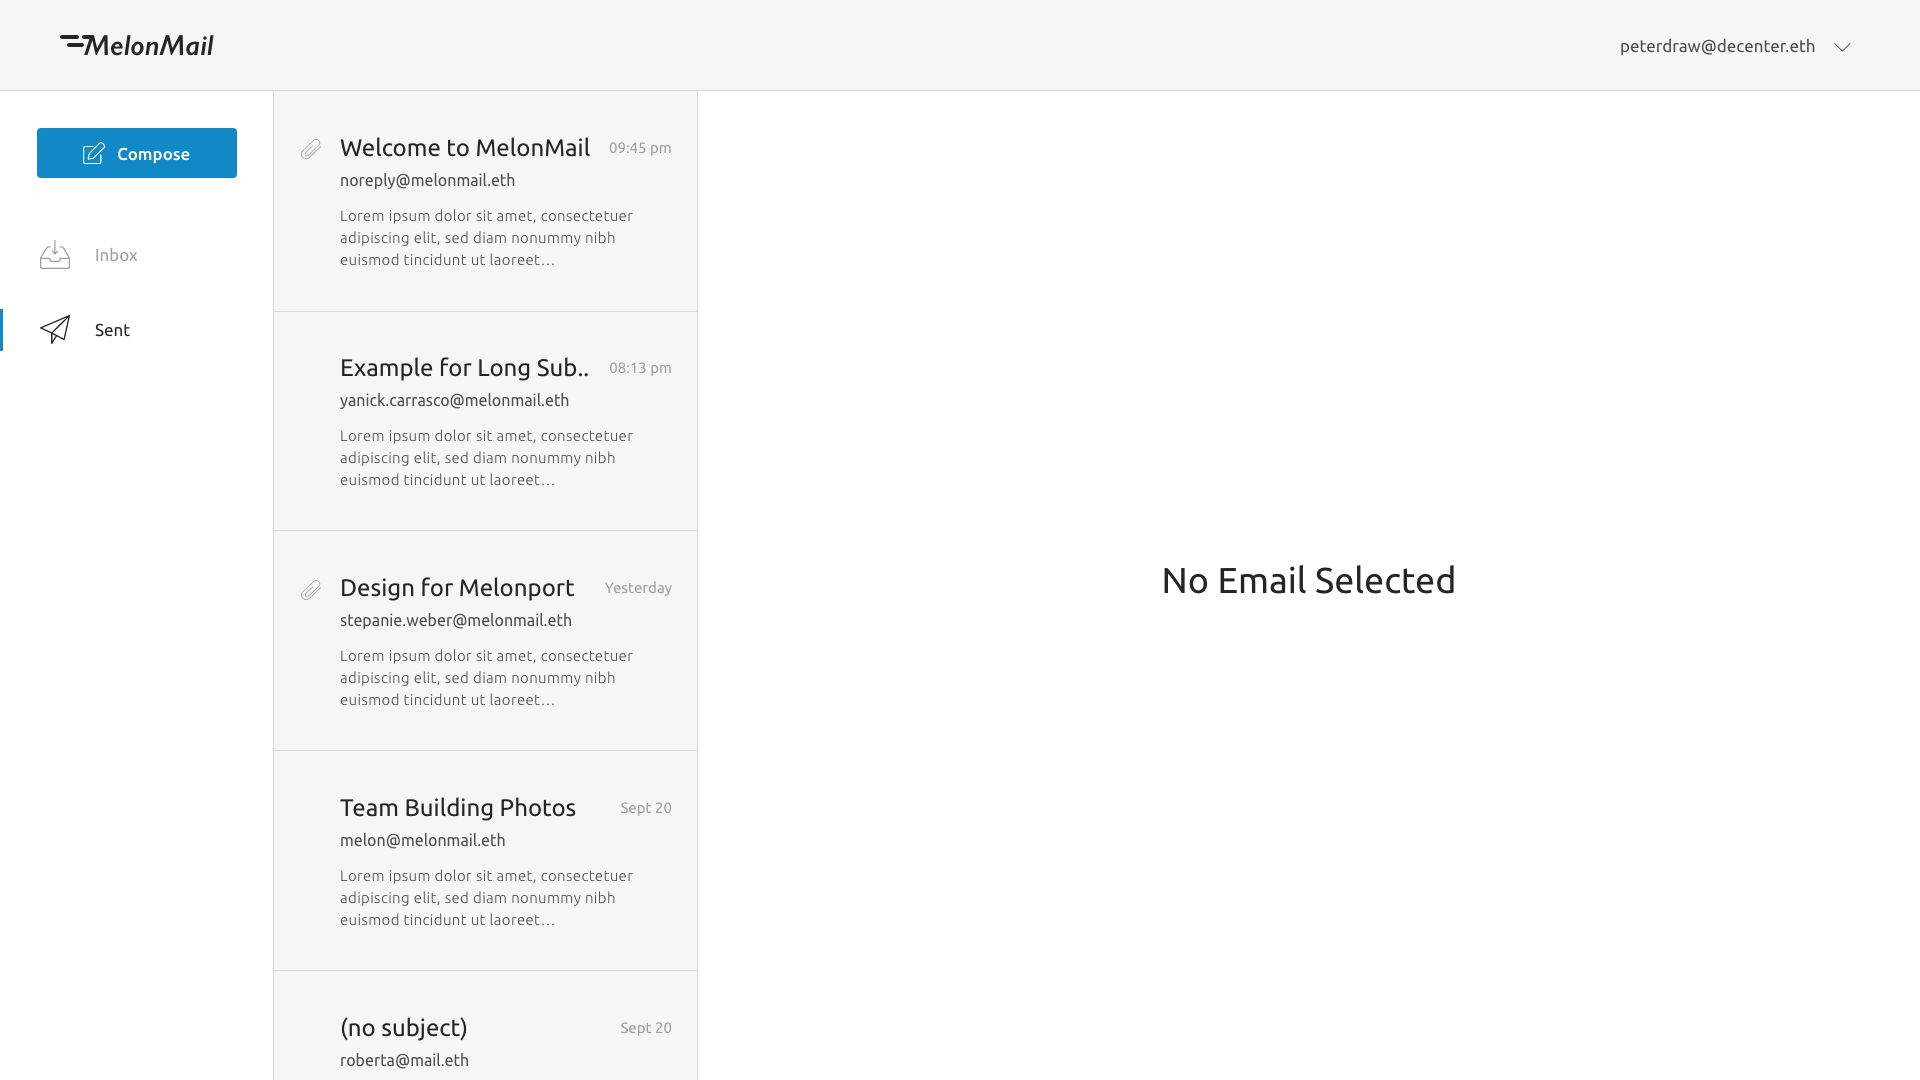 MelonMail
peterdraw@decenter.eth
Compose
Inbox
Sent
Welcome to MelonMail 09:45 pm
noreply@melonmail.eth
Lorem ipsum dolor sit amet, consectetuer
adipiscing elit, sed diam nonummy nibh
euismod tincidunt ut laoreet...
Example for Long Sub.. 08:13 pm
yanick.carrasco@melonmail.eth
Lorem ipsum dolor sit amet, consectetuer
adipiscing elit, sed diam nonummy nibh
euismod tincidunt ut laoreet...
Design for Melonport Yesterday
stepanie.weber@melonmail.eth
Lorem ipsum dolor sit amet, consectetuer
adipiscing elit, sed diam nonummy nibh
euismod tincidunt ut laoreet...
Team Building Photos Sept 20
melon@melonmail.eth
Lorem ipsum dolor sit amet, consectetuer
adipiscing elit, sed diam nonummy nibh
euismod tincidunt ut laoreet...
(no subject) Sept 20
roberta@mail.eth
No Email Selected